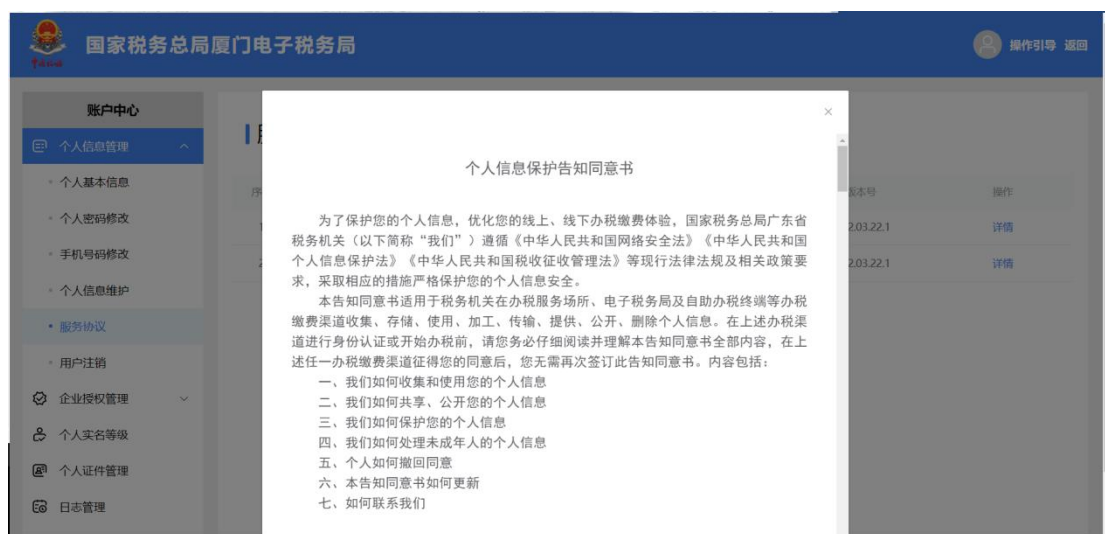 国家税务总局厦门电子税务局
操作引导 返回
账户中心
个人信息管理
个人基本信息
个人密码修改
手机号码修改
个人信息维护
服务协议
用户注销
企业授权管理
个人实名等级
个人证件管理
日志管理
版本号
操作
2.03.22.1
详情
2.03.22.1
详情
×
个人信息保护告知同意书
为了保护您的个人信息，优化您的线上、线下办税缴费体验，国家税务总局广东省
税务机关（以下简称“我们”）遵循《中华人民共和国网络安全法》《中华人民共和国
个人信息保护法》《中华人民共和国税收征收管理法》等现行法律法规及相关政策要
求，采取相应的措施严格保护您的个人信息安全。
本告知同意书适用于税务机关在办税服务场所、电子税务局及自助办税终端等办税
缴费渠道收集、存储、使用、加工、传输、提供、公开、删除个人信息。在上述办税渠
道进行身份认证或开始办税前，请您务必仔细阅读并理解本告知同意书全部内容，在上
述任一办税缴费渠道征得您的同意后，您无需再次签订此告知同意书。内容包括：
一、我们如何收集和使用您的个人信息
二、我们如何共享、公开您的个人信息
三、我们如何保护您的个人信息
四、我们如何处理未成年人的个人信息
五、个人如何撤回同意
六、本告知同意书如何更新
七、如何联系我们